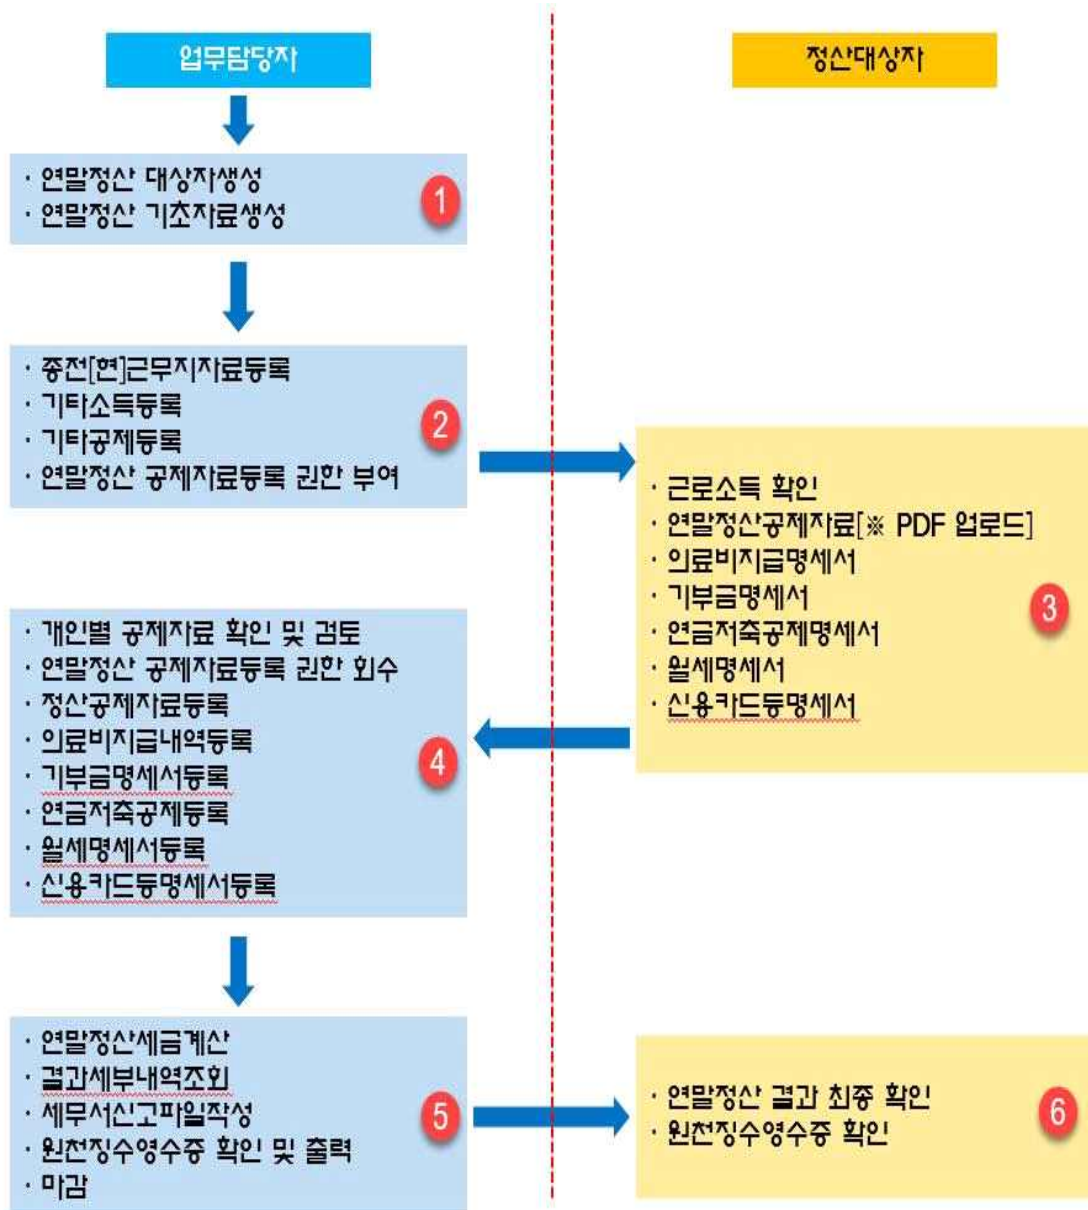 업무담당자
정산대상자
· 연말정산 대상자생성
· 연말정산 기초자료생성
1
· 종전[현]근무지자료등록
· 기타소득등록
· 기타공제등록
· 연말정산 공제자료등록 권한 부여
2
· 근로소득 확인
· 연말정산공제자료[※ PDF 업로드]
· 의료비지급명세서
· 기부금명세서
· 연금저축공제명세서
· 월세명세서
· 신용카드등명세서
3
· 개인별 공제자료 확인 및 검토
· 연말정산 공제자료등록 권한 회수
· 정산공제자료등록
· 의료비지급내역등록
· 기부금명세서등록
· 연금저축공제등록
· 월세명세서등록
· 신용카드등명세서등록
4
· 연말정산세금계산
· 결과세부내역조회
· 세무서신고파일작성
· 원천징수영수증 확인 및 출력
· 마감
5
· 연말정산 결과 최종 확인
· 원천징수영수증 확인
6